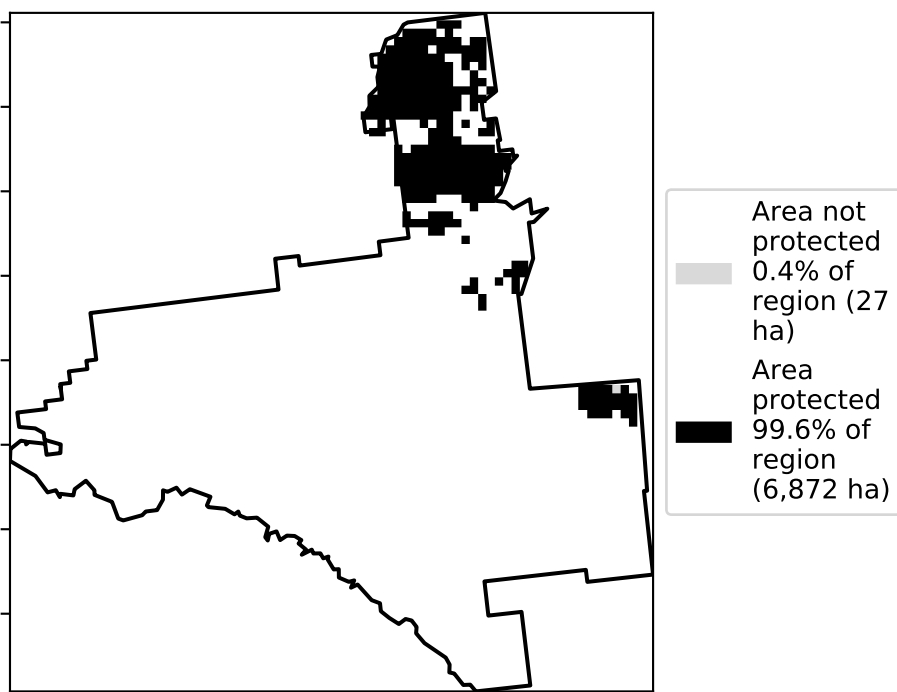 Area not
protected
0.4% of
region (27
ha)
Area
protected
99.6% of
region
(6,872 ha)